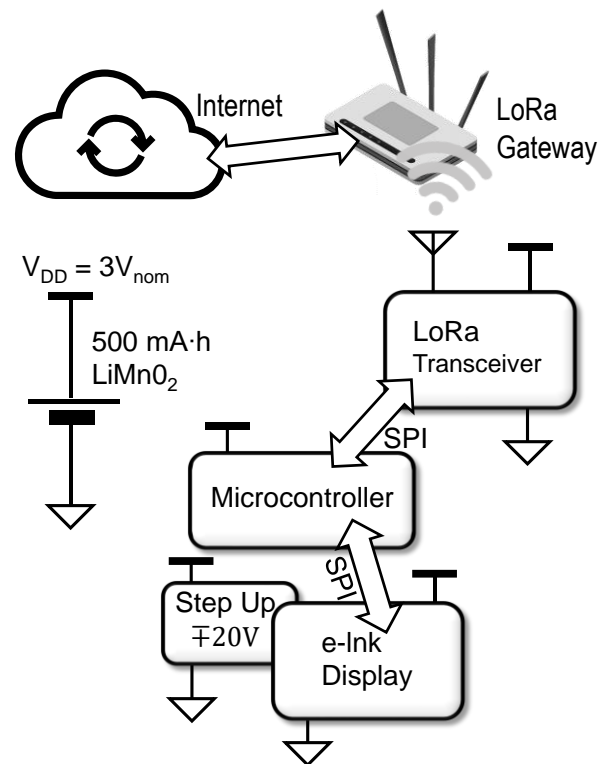 Internet
LoRa
Gateway
V_DD = 3V_nom
500 mA·h
LiMn0₂
LoRa
Transceiver
SPI
Microcontroller
SPI
Step Up
∓20V
e-Ink
Display